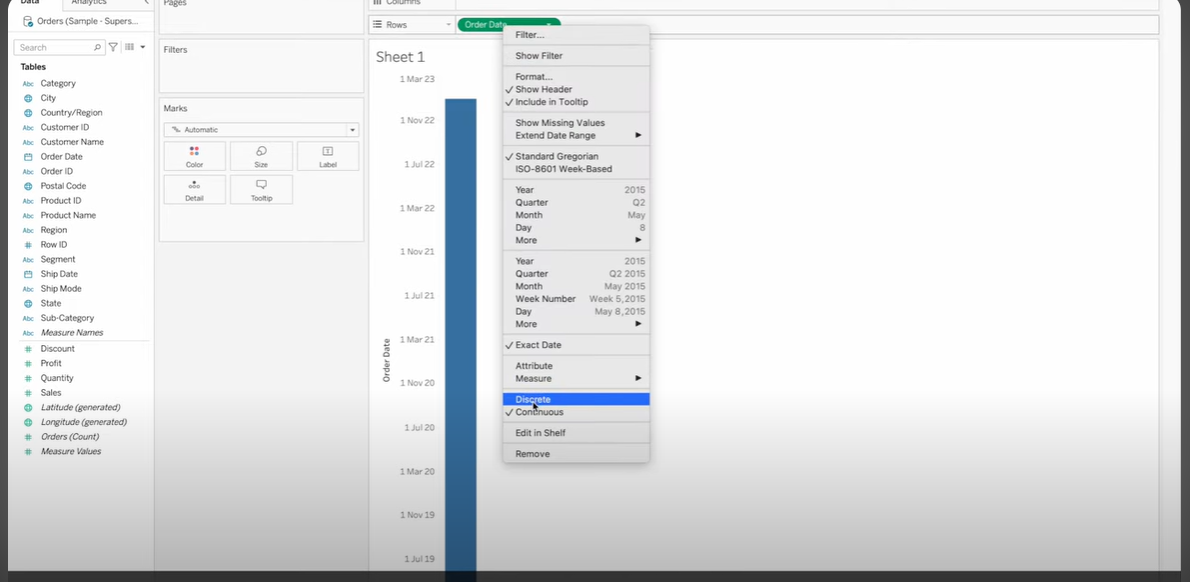 Data
Analytics
Orders (Sample - Supers...
Search
Tables
Abc Category
City
Country/Region
Abc Customer ID
Abc Customer Name
Order Date
Abc Order ID
Postal Code
Abc Product ID
Abc Product Name
Abc Region
# Row ID
Abc Segment
Ship Date
Abc Ship Mode
State
Abc Sub-Category
Abc Measure Names
# Discount
# Profit
# Quantity
# Sales
Latitude (generated)
Longitude (generated)
# Orders (Count)
# Measure Values
Pages
Filters
Marks
Automatic
Color
Size
Label
Detail
Tooltip
Columns
Rows
Order Date
Sheet 1
1 Mar 23
1 Nov 22
1 Jul 22
1 Mar 22
1 Nov 21
1 Jul 21
1 Mar 21
1 Nov 20
1 Jul 20
1 Mar 20
1 Nov 19
1 Jul 19
Order Date
Filter...
Show Filter
Format...
✓ Show Header
✓ Include in Tooltip
Show Missing Values
Extend Date Range
✓ Standard Gregorian
ISO-8601 Week-Based
Year 2015
Quarter Q2
Month May
Day 8
More
Year 2015
Quarter Q2 2015
Month May 2015
Week Number Week 5,2015
Day May 8,2015
More
✓ Exact Date
Attribute
Measure
Discrete
✓ Continuous
Edit in Shelf
Remove